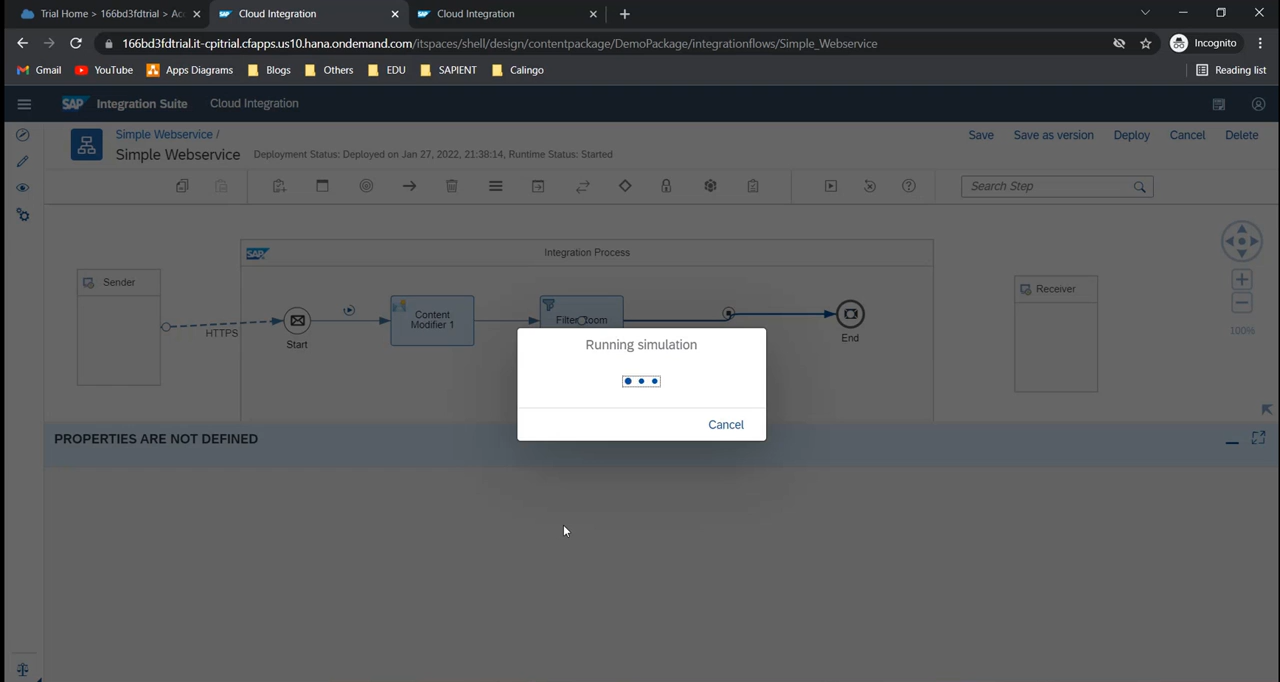 Trial Home > 166bd3fdtrial > Acc
Cloud Integration
Cloud Integration
166bd3fdtrial.it-cpitrial.cfapps.us10.hana.ondemand.com/itspaces/shell/design/contentpackage/DemoPackage/integrationflows/Simple_Webservice
Incognito
Gmail
YouTube
Apps Diagrams
Blogs
Others
EDU
SAPIENT
Calingo
Reading list
SAP Integration Suite
Cloud Integration
Simple Webservice /
Simple Webservice
Deployment Status: Deployed on Jan 27, 2022, 21:38:14, Runtime Status: Started
Save
Save as version
Deploy
Cancel
Delete
Search Step
SAP
Integration Process
Sender
HTTPS
Start
Content
Modifier 1
End
Receiver
100%
Running simulation
Cancel
PROPERTIES ARE NOT DEFINED